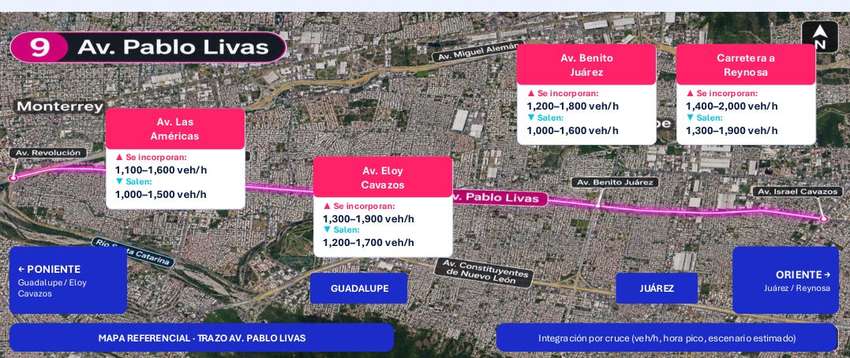 9 Av. Pablo Livas
N
Av. Miguel Alemán
Monterrey
Av. Revolución
Av. Las
Américas
▲ Se incorporan:
1,100–1,600 veh/h
▼ Salen:
1,000–1,500 veh/h
Av. Eloy
Cavazos
▲ Se incorporan:
1,300–1,900 veh/h
▼ Salen:
1,200–1,700 veh/h
Av. Benito
Juárez
▲ Se incorporan:
1,200–1,800 veh/h
▼ Salen:
1,000–1,600 veh/h
Carretera a
Reynosa
▲ Se incorporan:
1,400–2,000 veh/h
▼ Salen:
1,300–1,900 veh/h
pe
v. Pablo Livas
Av. Benito Juárez
Av. Israel Cavazos
Río Santa Catarina
Av. Constituyentes
de Nuevo León
← PONIENTE
Guadalupe / Eloy
Cavazos
GUADALUPE
JUÁREZ
ORIENTE →
Juárez / Reynosa
MAPA REFERENCIAL · TRAZO AV. PABLO LIVAS
Integración por cruce (veh/h, hora pico, escenario estimado)